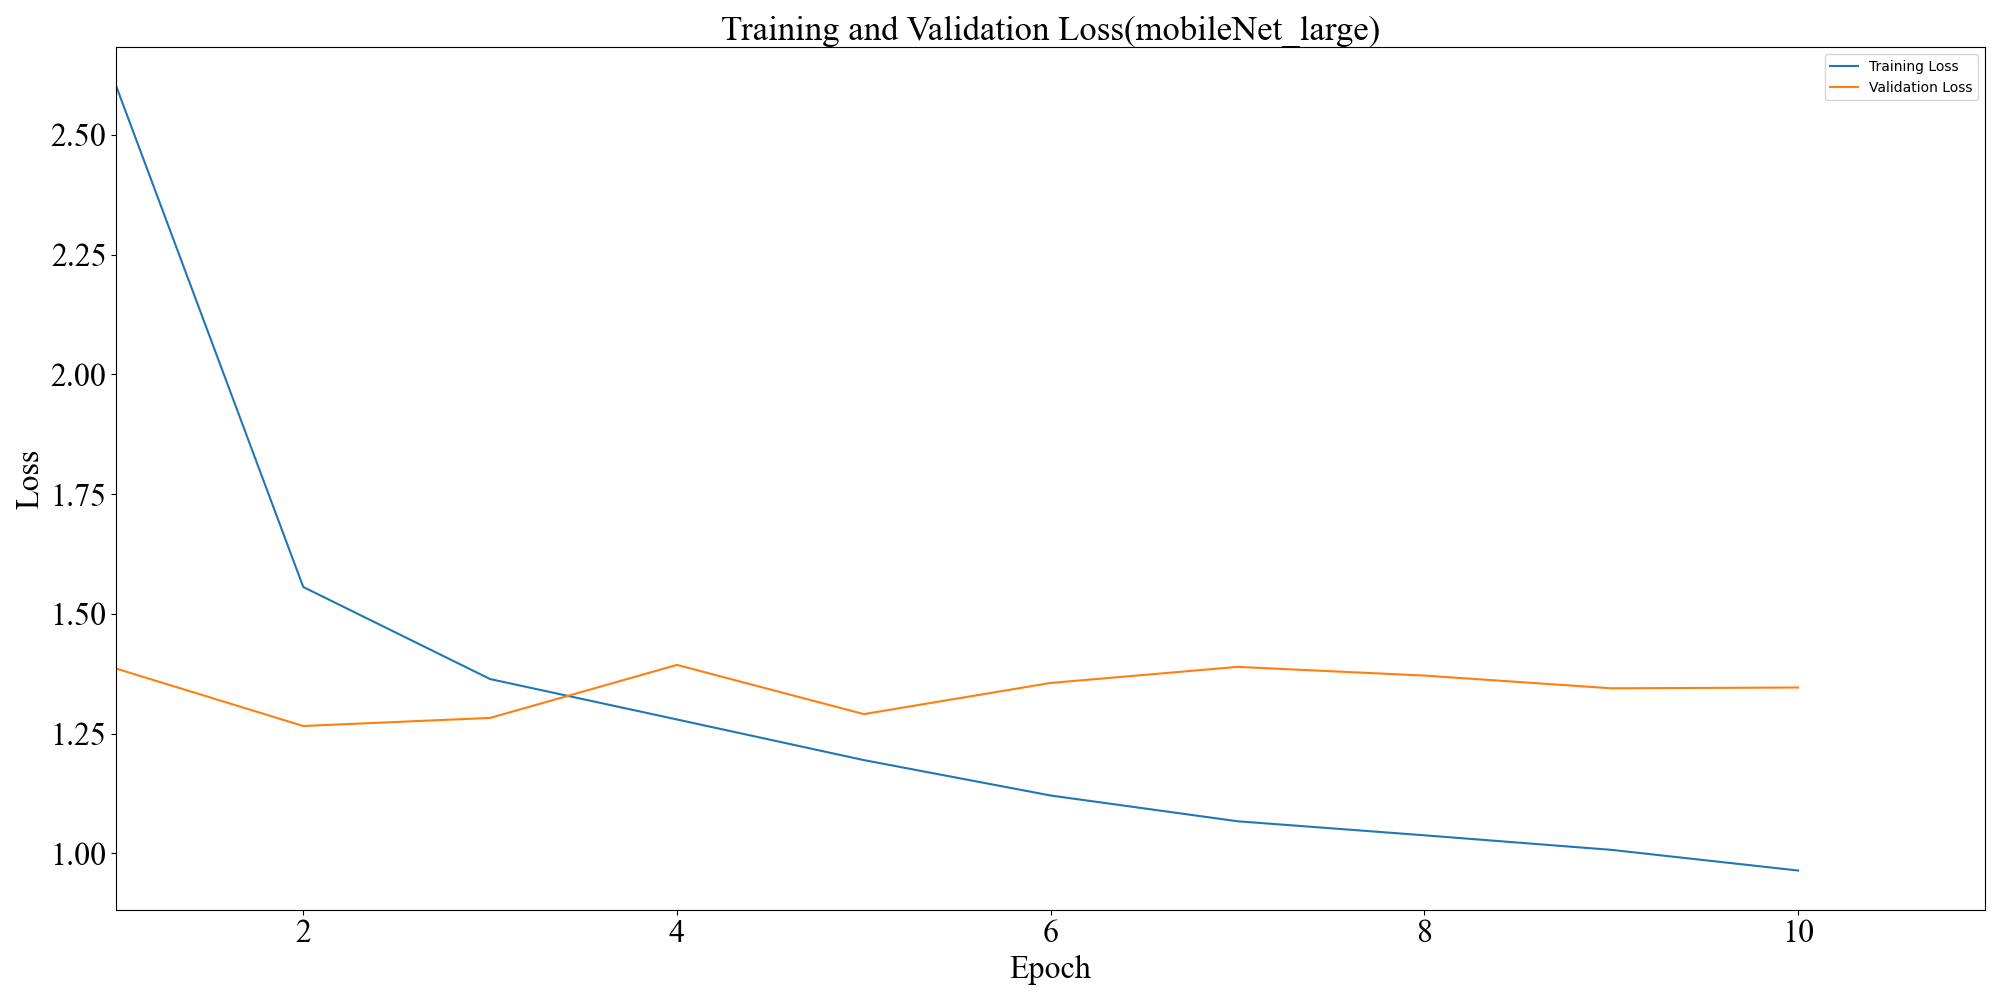 Training and Validation Loss(mobileNet_large)
Training Loss
Validation Loss
2.50
2.25
2.00
1.75
1.50
1.25
1.00
Loss
2 4 6 8 10
Epoch